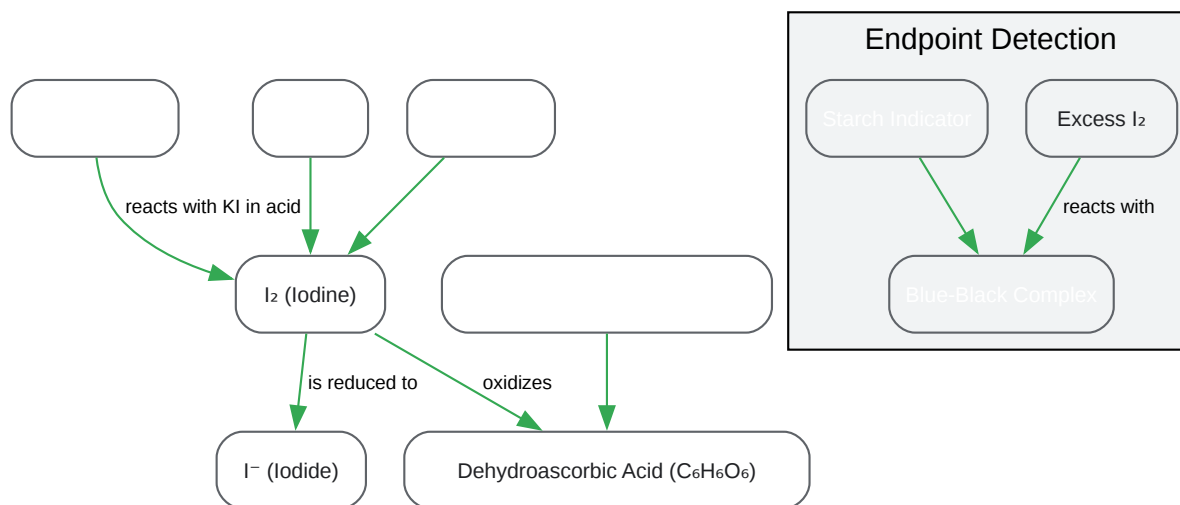 Endpoint Detection
Starch Indicator
Excess I₂
reacts with KI in acid
reacts with
I₂ (Iodine)
Blue-Black Complex
is reduced to
oxidizes
I⁻ (Iodide)
Dehydroascorbic Acid (C₆H₆O₆)